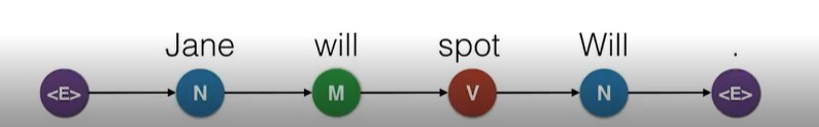 Jane will spot Will .
<E> N M V N <E>